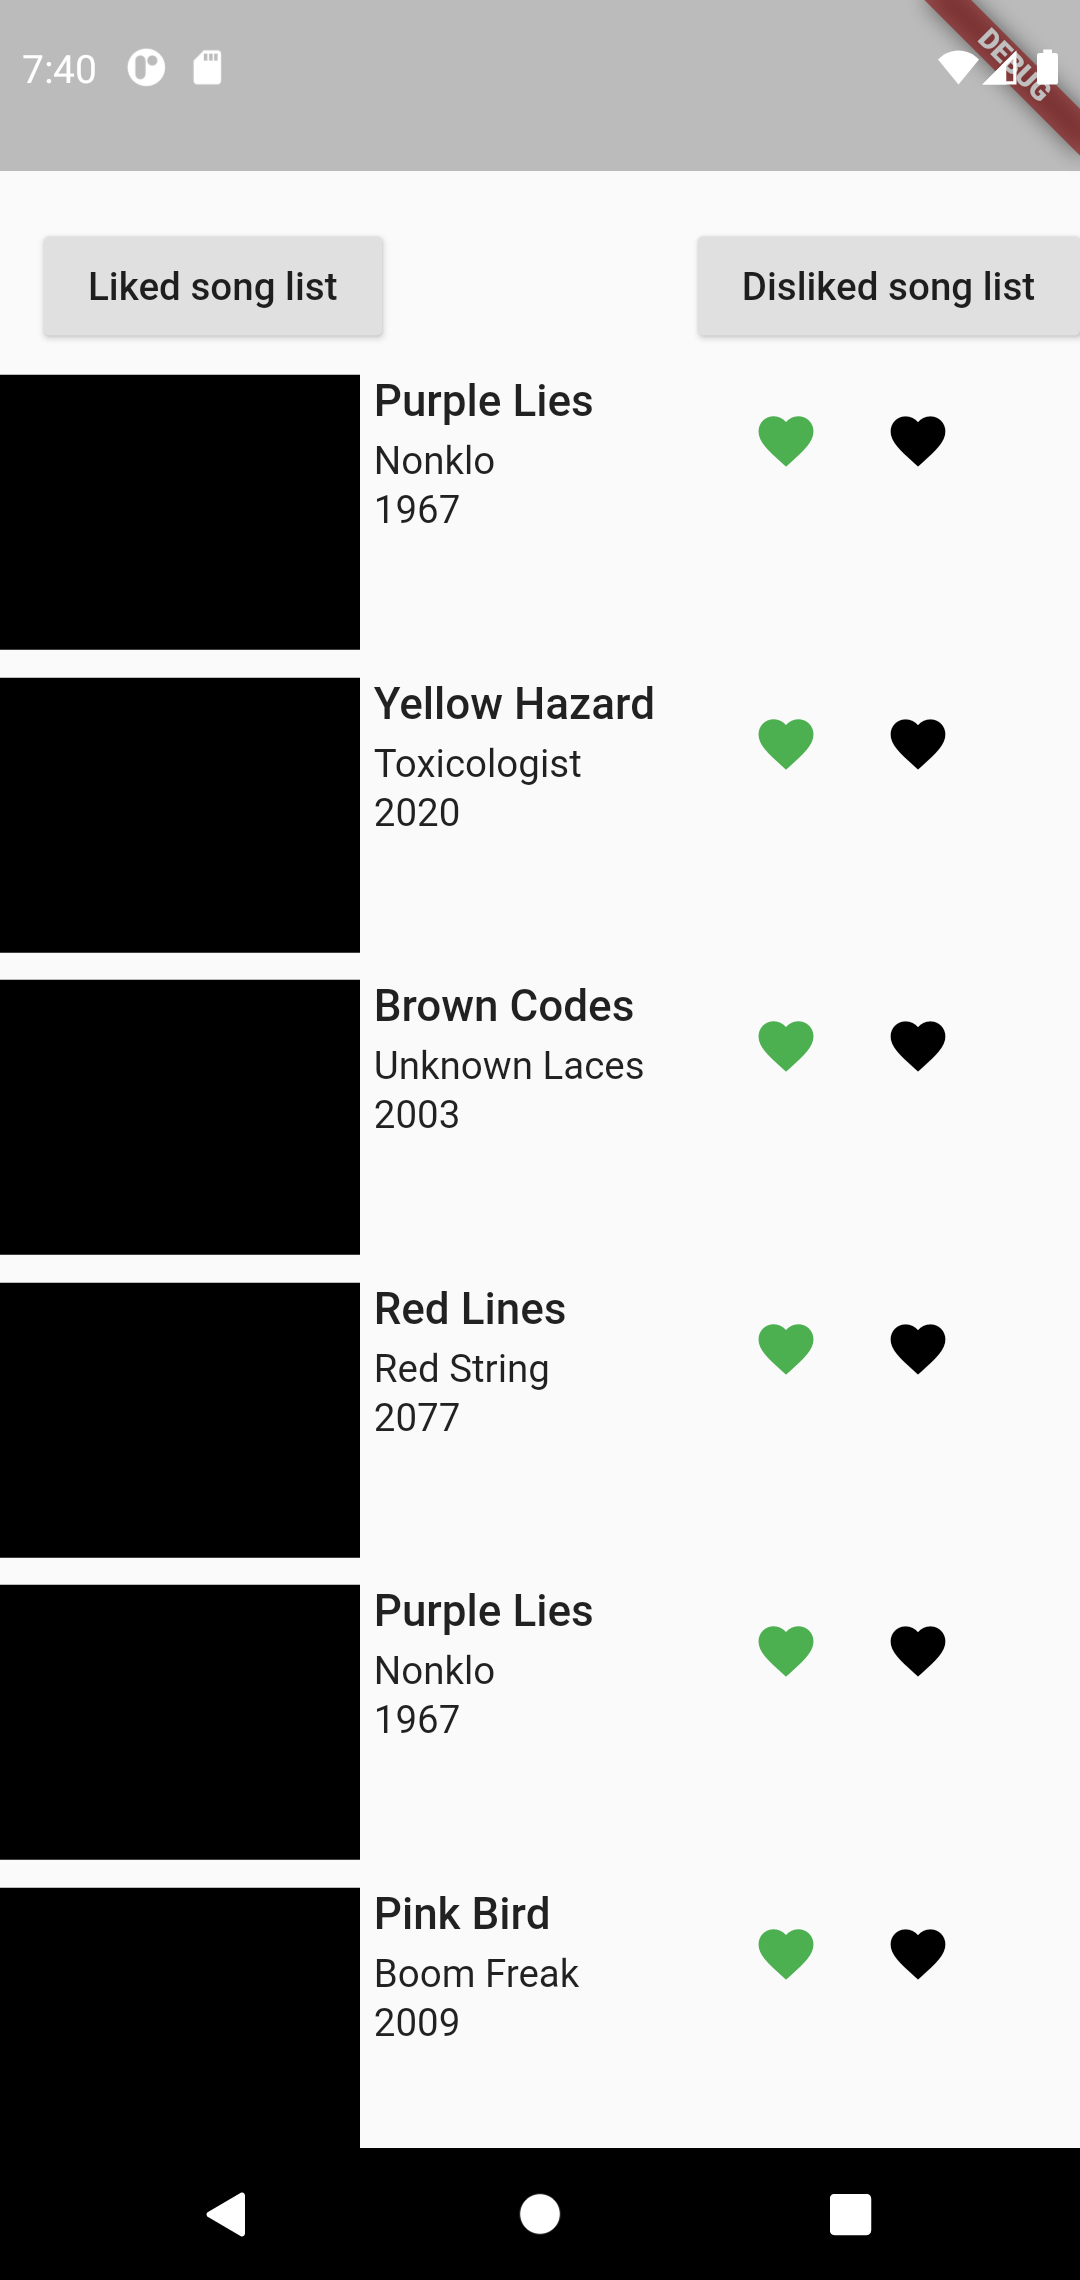 7:40
DEBUG
Liked song list
Disliked song list
Purple Lies
Nonklo
1967
Yellow Hazard
Toxicologist
2020
Brown Codes
Unknown Laces
2003
Red Lines
Red String
2077
Purple Lies
Nonklo
1967
Pink Bird
Boom Freak
2009